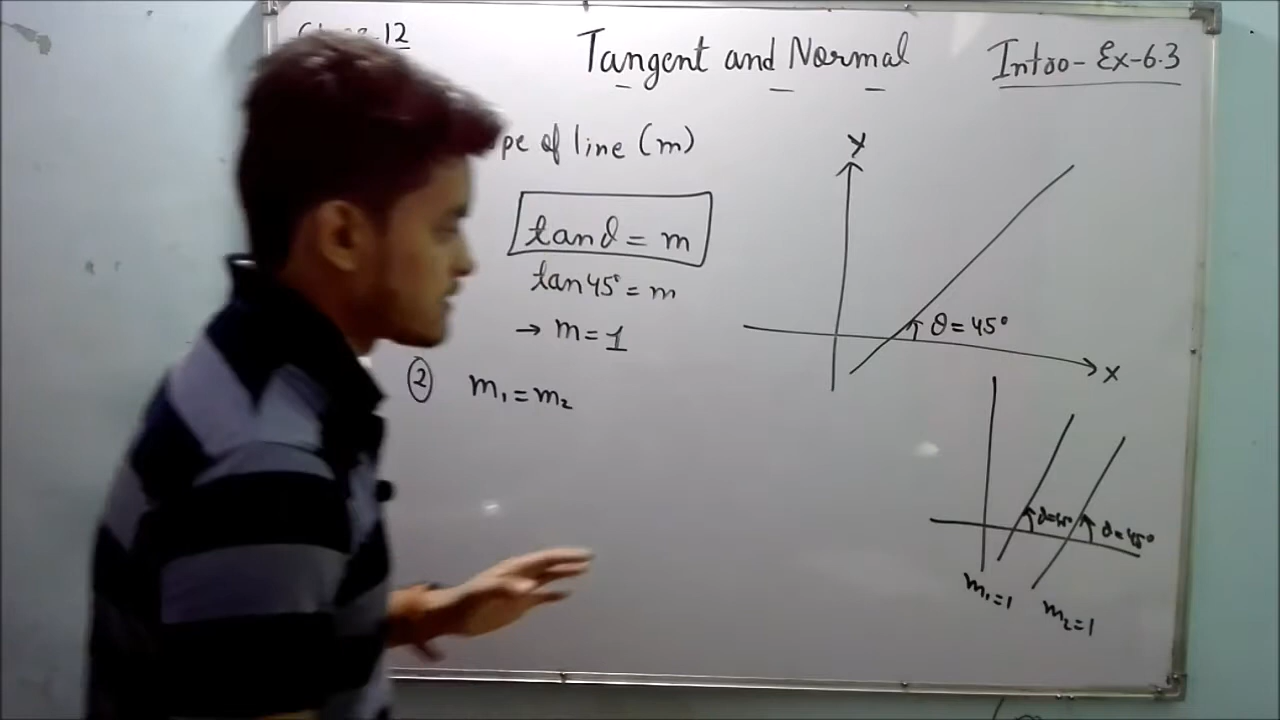 12
Tangent and Normal
Intro- Ex-6.3
pe of line (m)
tanθ = m
tan45° = m
→ m = 1
② m₁ = m₂
Y
θ = 45°
X
θ=45°
θ=45°
m₁=1
m₂=1